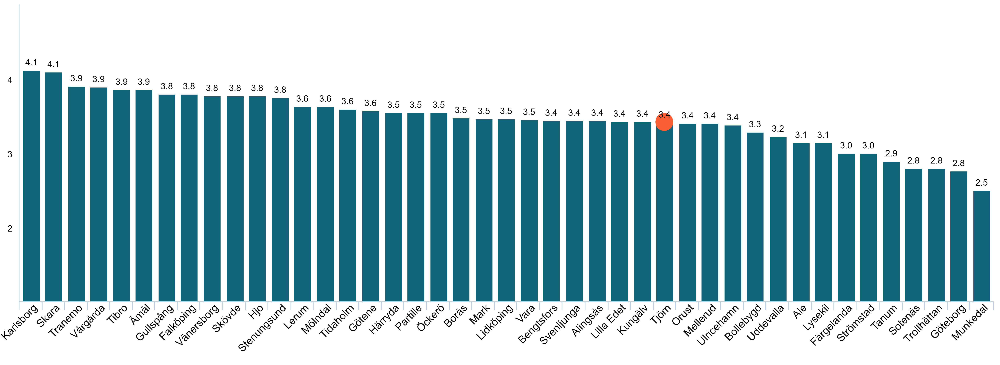 4.1 4.1 3.9 3.9 3.9 3.9 3.8 3.8 3.8 3.8 3.8 3.8 3.6 3.6 3.6 3.6 3.5 3.5 3.5 3.5 3.5 3.5 3.5 3.4 3.4 3.4 3.4 3.4 3.4 3.4 3.4 3.4 3.3 3.2 3.1 3.1 3.0 3.0 2.9 2.8 2.8 2.8 2.5
4
3
2
Karlsborg Skara Tranemo Vårgårda Tibro Åmål Gullspång Falköping Vänersborg Skövde Hjo Stenungsund Lerum Mölndal Tidaholm Götene Härryda Partille Öckerö Borås Mark Lidköping Vara Bengtsfors Svenljunga Alingsås Lilla Edet Kungälv Tjörn Orust Mellerud Ulricehamn Bollebygd Uddevalla Ale Lysekil Färgelanda Strömstad Tanum Sotenäs Trollhättan Göteborg Munkedal